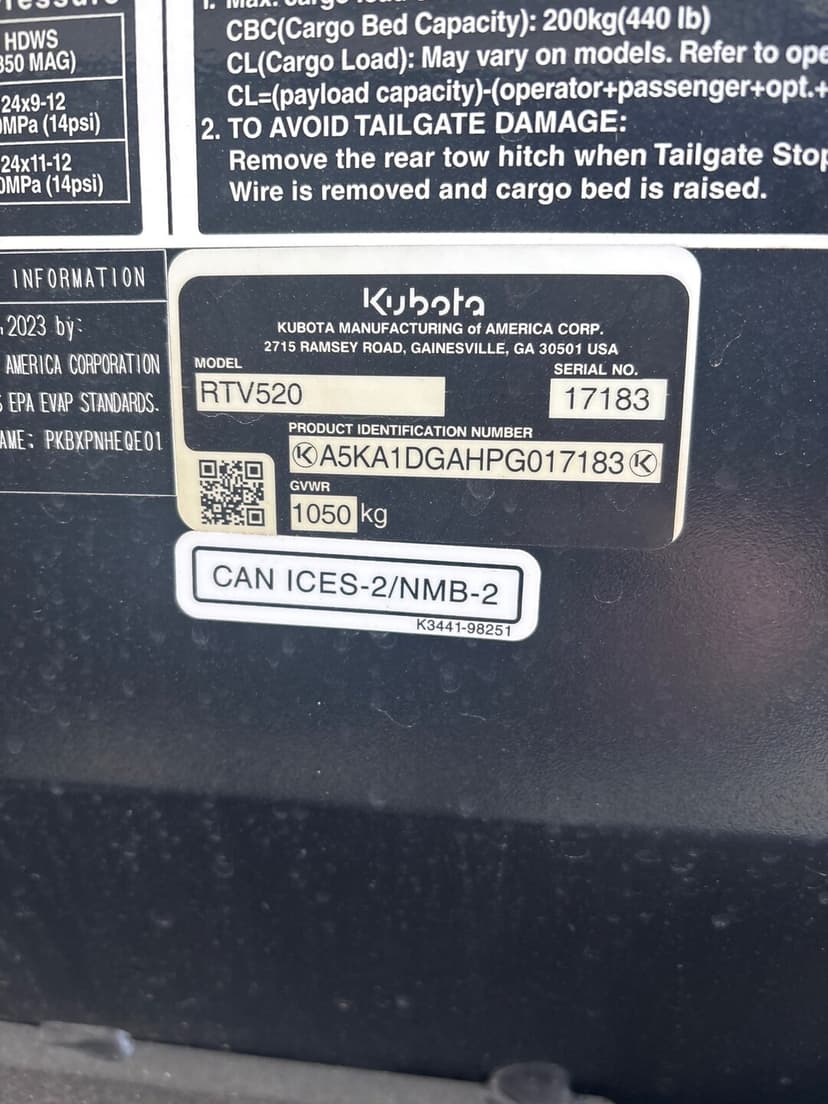 HDWS
350 MAG)
24x9-12
MPa (14psi)
24x11-12
0MPa (14psi)
CBC(Cargo Bed Capacity): 200kg(440 lb)
CL(Cargo Load): May vary on models. Refer to ope
CL=(payload capacity)-(operator+passenger+opt.+
2. TO AVOID TAILGATE DAMAGE:
Remove the rear tow hitch when Tailgate Stop
Wire is removed and cargo bed is raised.
INFORMATION
2023 by:
AMERICA CORPORATION
S EPA EVAP STANDARDS.
AME: PKBXPNHEQE01
Kubota
KUBOTA MANUFACTURING of AMERICA CORP.
2715 RAMSEY ROAD, GAINESVILLE, GA 30501 USA
MODEL
SERIAL NO.
RTV520
17183
PRODUCT IDENTIFICATION NUMBER
A5KA1DGAHPG017183
GVWR
1050 kg
CAN ICES-2/NMB-2
K3441-98251